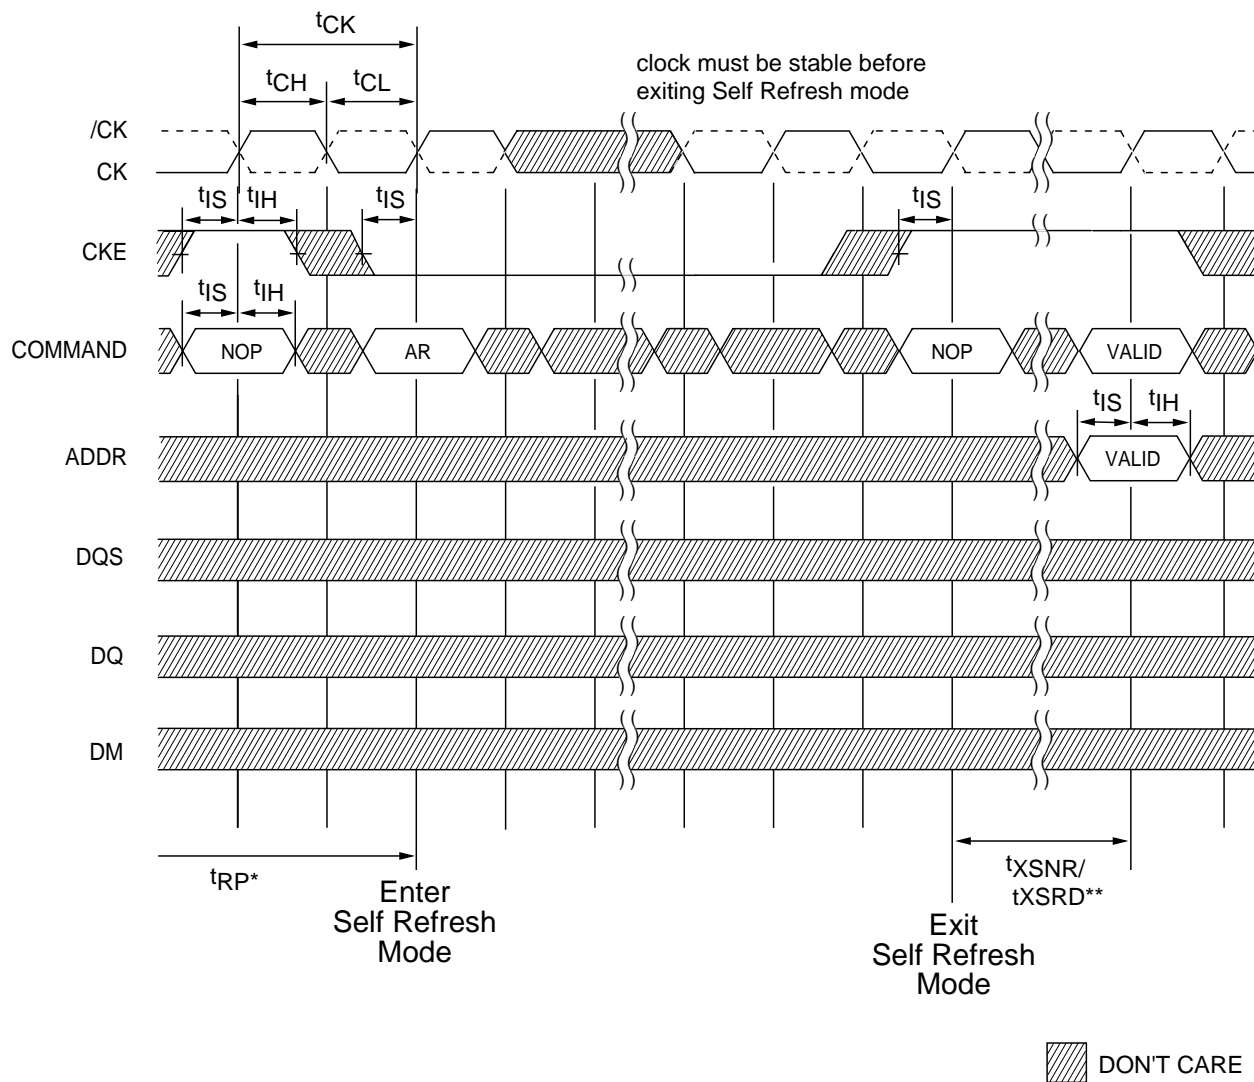 tCK
tCH
tCL
clock must be stable before
exiting Self Refresh mode
/CK
CK
tIS
tIH
tIS
tIS
CKE
tIS
tIH
COMMAND
NOP
AR
NOP
VALID
tIS
tIH
ADDR
VALID
DQS
DQ
DM
tRP*
Enter
Self Refresh
Mode
tXSNR/
tXSRD**
Exit
Self Refresh
Mode
DON'T CARE